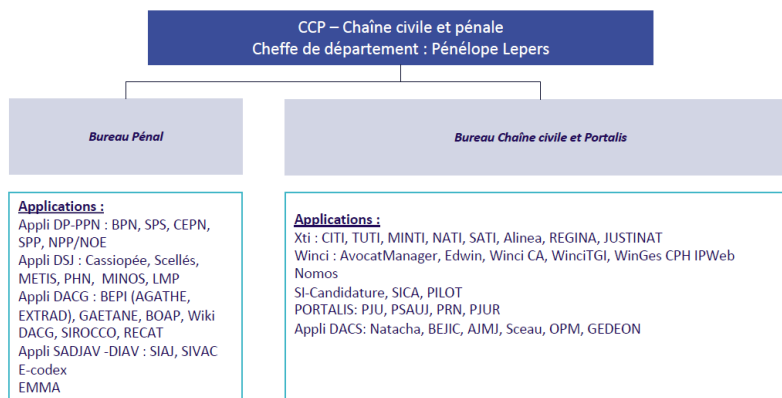 CCP – Chaîne civile et pénale
Cheffe de département : Pénélope Lepers
Bureau Pénal
Bureau Chaîne civile et Portalis
Applications :
Appli DP-PPN : BPN, SPS, CEPN,
SPP, NPP/NOE
Appli DSJ : Cassiopée, Scellés,
METIS, PHN, MINOS, LMP
Appli DACG : BEPI (AGATHE,
EXTRAD), GAETANE, BOAP, Wiki
DACG, SIROCCO, RECAT
Appli SADJAV -DIAV : SIAJ, SIVAC
E-codex
EMMA
Applications :
Xti : CITI, TUTI, MINTI, NATI, SATI, Alinea, REGINA, JUSTINAT
Winci : AvocatManager, Edwin, Winci CA, WinciTGI, WinGes CPH IPWeb
Nomos
SI-Candidature, SICA, PILOT
PORTALIS: PJU, PSAUJ, PRN, PJUR
Appli DACS: Natacha, BEJIC, AJMJ, Sceau, OPM, GEDEON